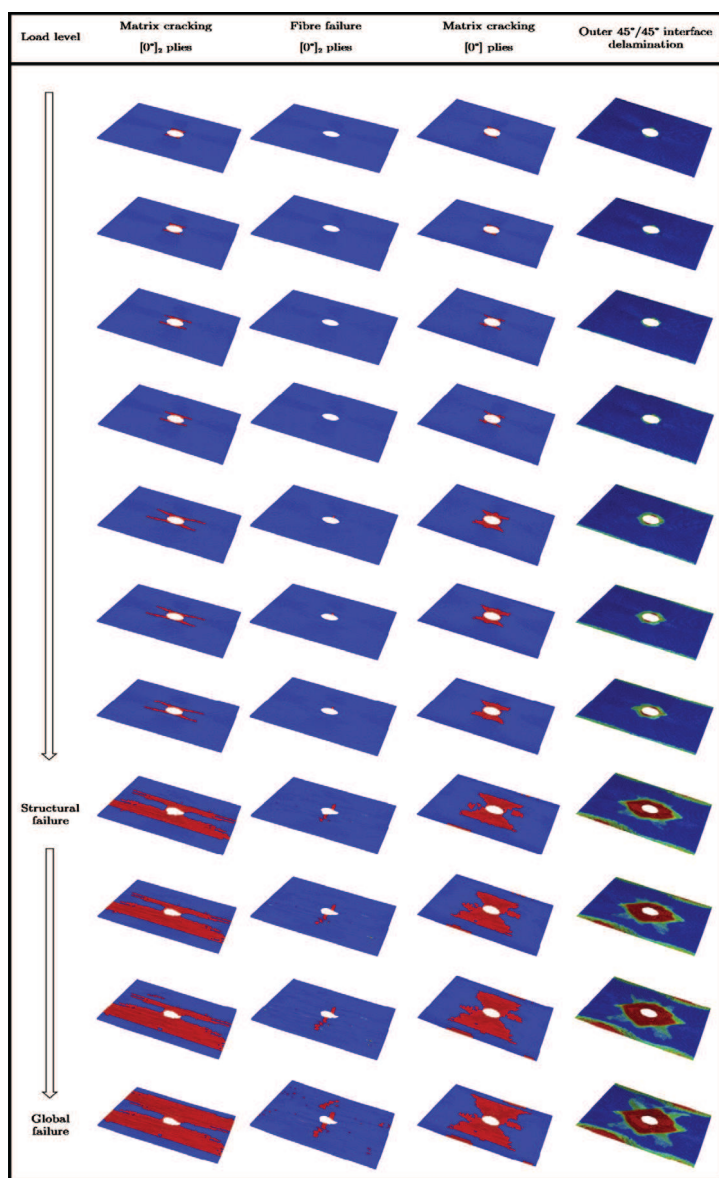 Load level
Matrix cracking
[0°]₂ plies
Fibre failure
[0°]₂ plies
Matrix cracking
[0°] plies
Outer 45°/45° interface
delamination
Structural
failure
Global
failure